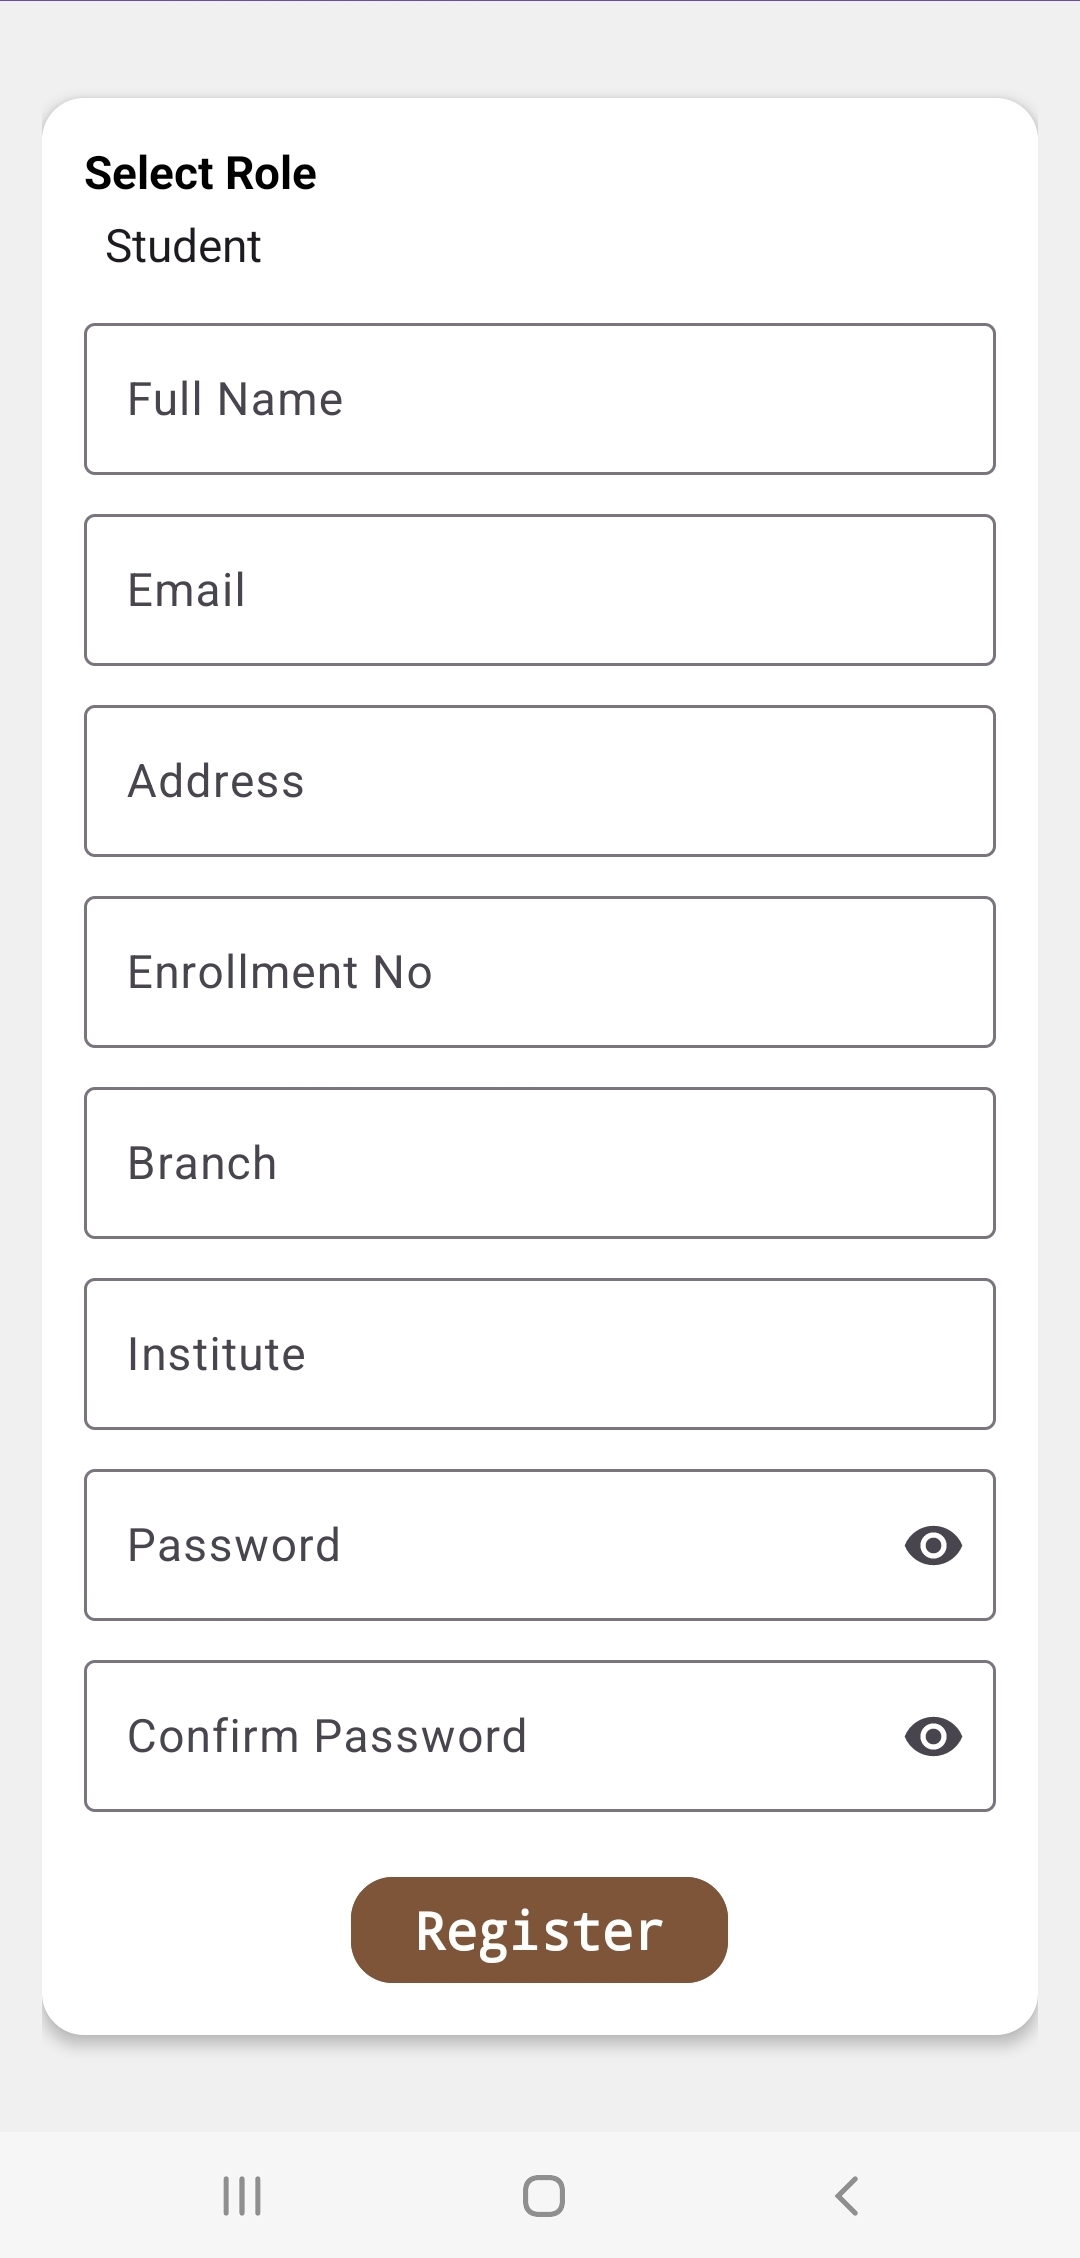 Select Role
Student
Full Name
Email
Address
Enrollment No
Branch
Institute
Password
Confirm Password
Register